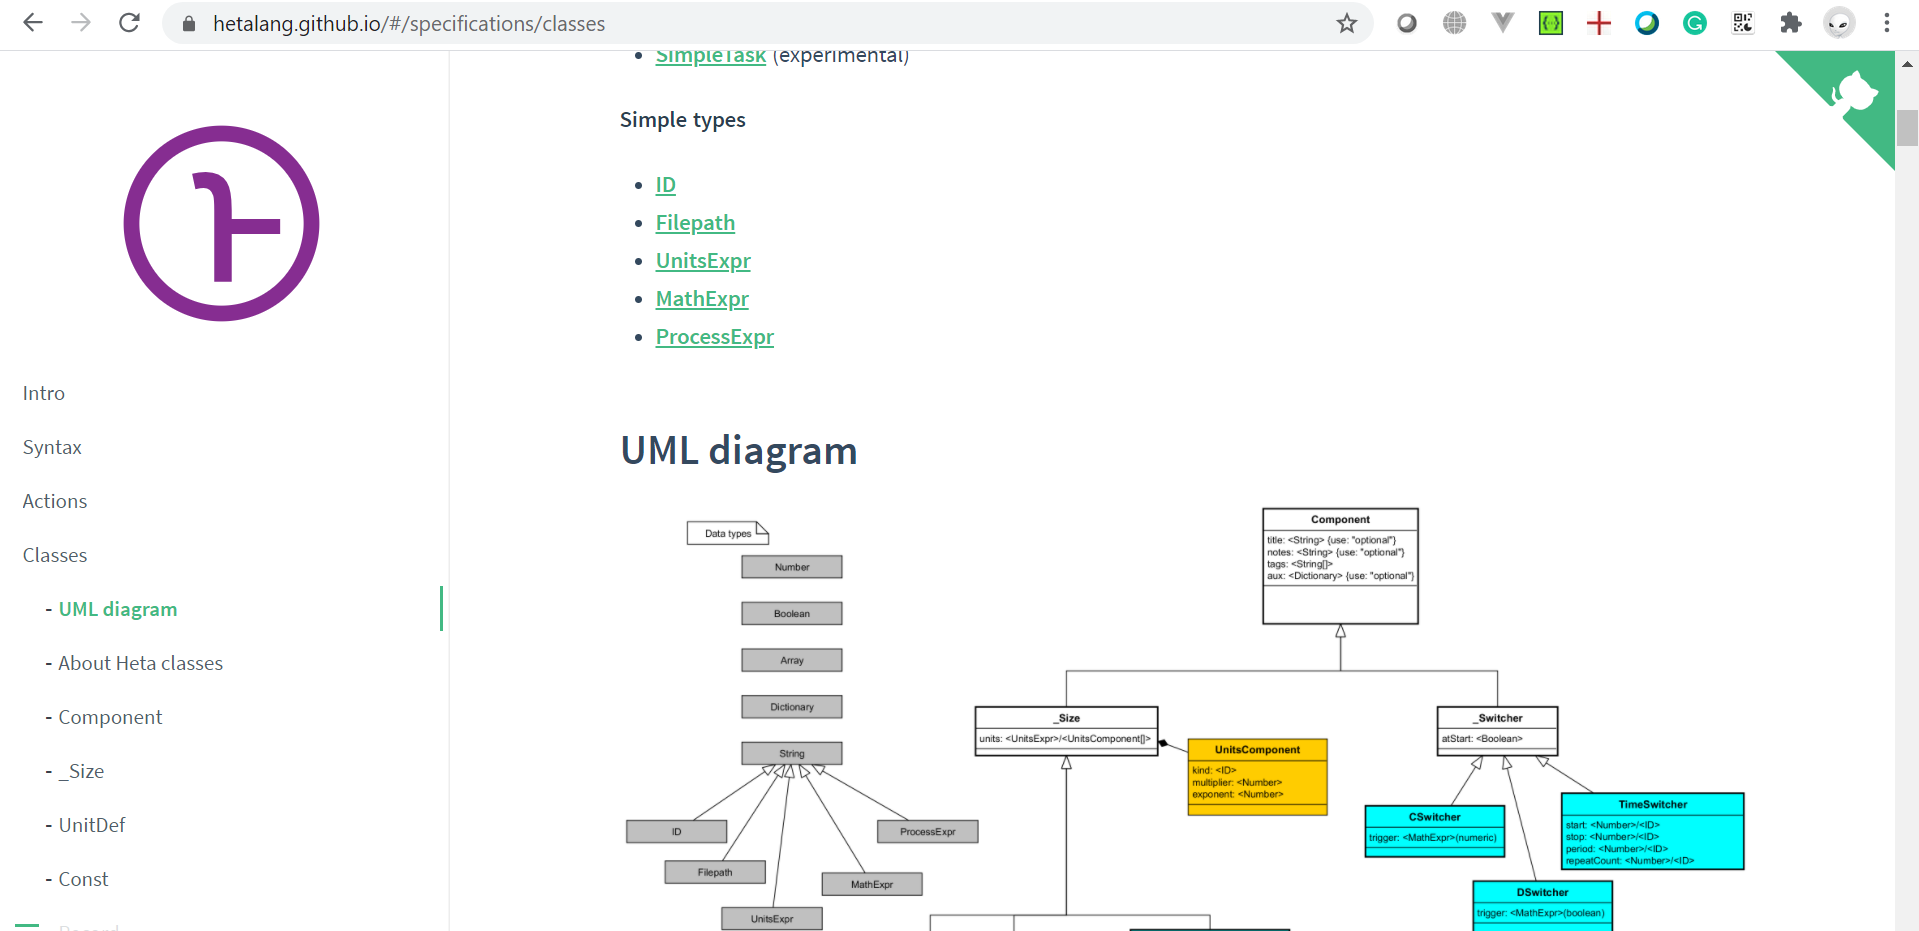 hetalang.github.io/#/specifications/classes
SimpleTask (experimental)
Simple types
ID
Filepath
UnitsExpr
MathExpr
ProcessExpr
UML diagram
Intro
Syntax
Actions
Classes
- UML diagram
- About Heta classes
- Component
- _Size
- UnitDef
- Const
- Record
Data types
Number
Boolean
Array
Dictionary
String
ID
ProcessExpr
Filepath
MathExpr
UnitsExpr
Component
title: <String> {use: "optional"}
notes: <String> {use: "optional"}
tags: <String[]>
aux: <Dictionary> {use: "optional"}
_Size
units: <UnitsExpr>/<UnitsComponent[]>
UnitsComponent
kind: <ID>
multiplier: <Number>
exponent: <Number>
_Switcher
atStart: <Boolean>
CSwitcher
trigger: <MathExpr>(numeric)
TimeSwitcher
start: <Number>/<ID>
stop: <Number>/<ID>
period: <Number>/<ID>
repeatCount: <Number>/<ID>
DSwitcher
trigger: <MathExpr>(boolean)